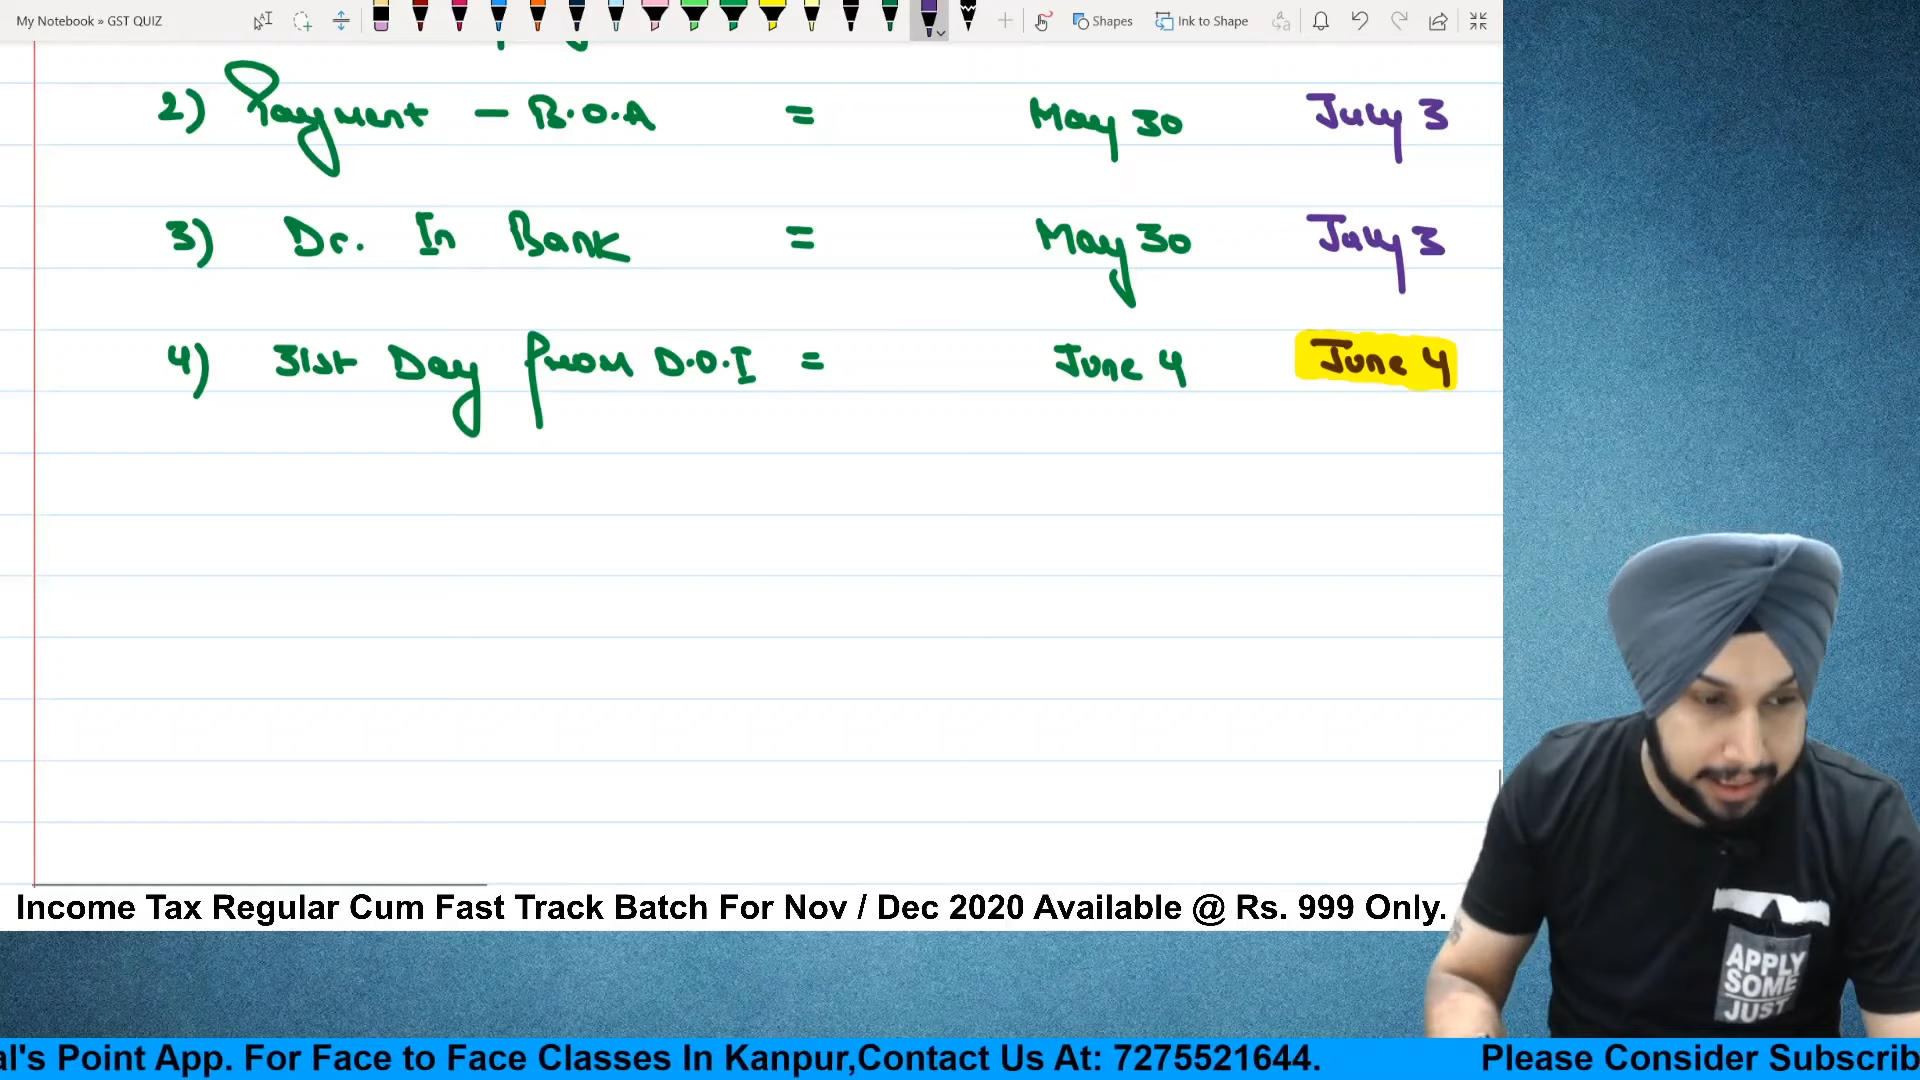 My Notebook » GST QUIZ
Shapes
Ink to Shape
2) Payment - B.O.A = May 30 July 3
3) Dr. In Bank = May 30 July 3
4) 31st Day from D.O.I = June 4 June 4
Income Tax Regular Cum Fast Track Batch For Nov / Dec 2020 Available @ Rs. 999 Only.
APPLY
SOME
JUST
al's Point App. For Face to Face Classes In Kanpur,Contact Us At: 7275521644. Please Consider Subscrib